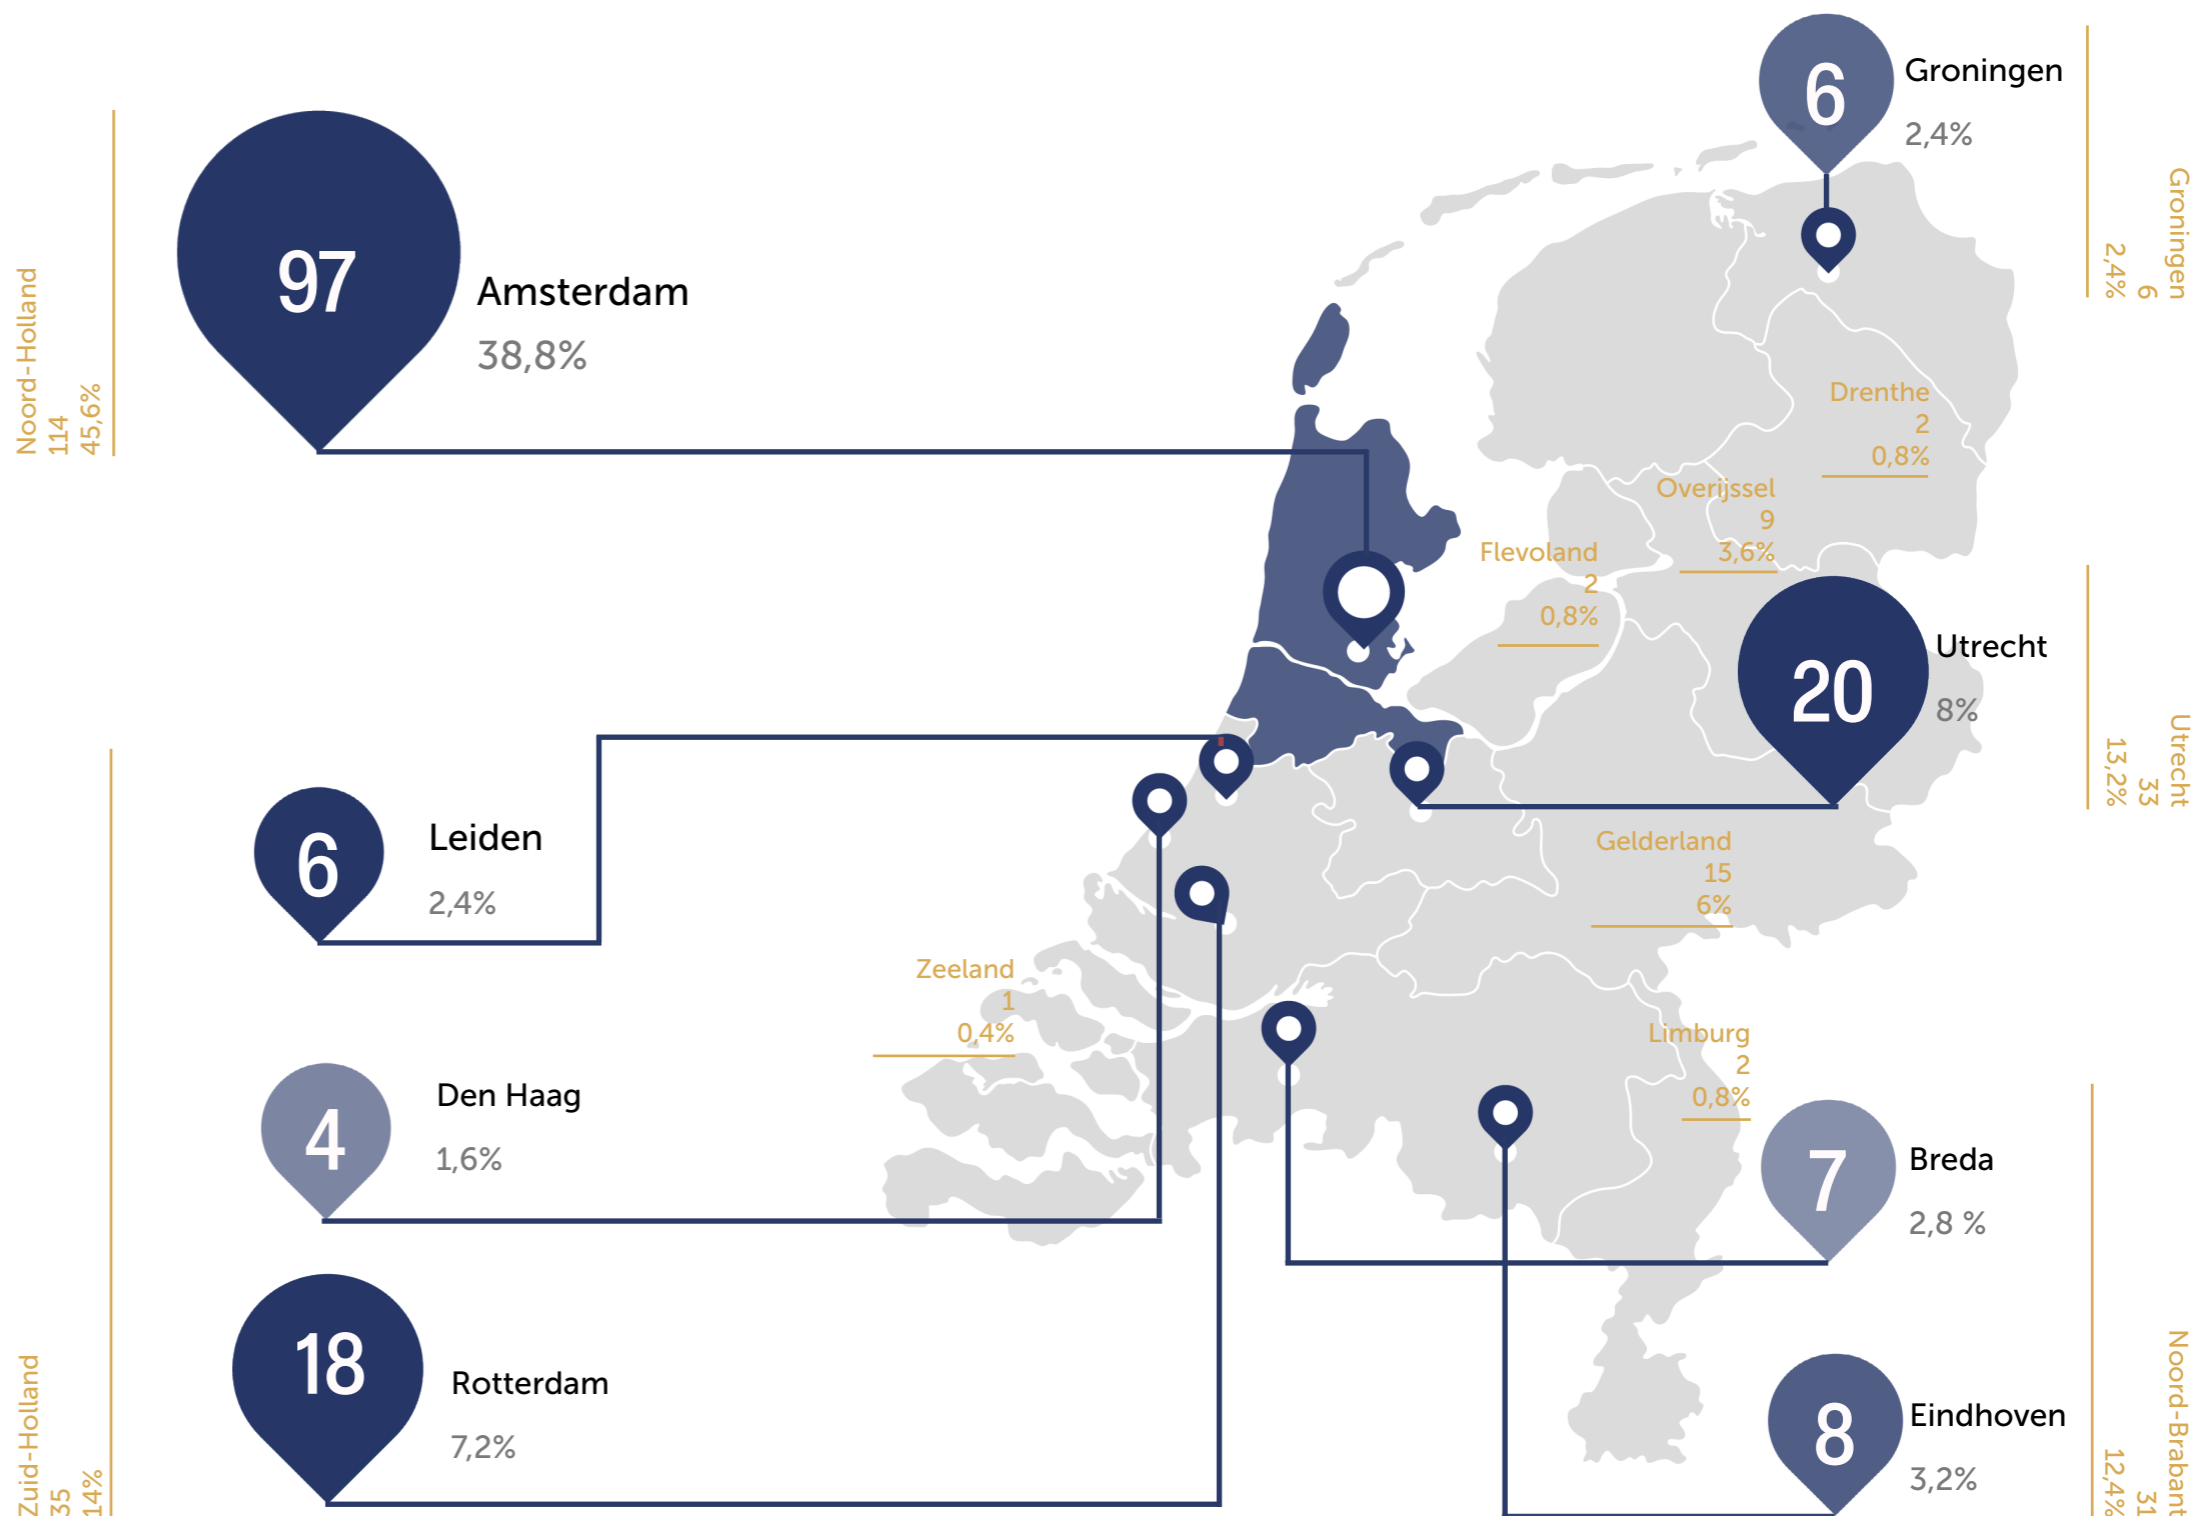 6
Groningen
2,4%
Groningen
6
2,4%
97
Amsterdam
38,8%
Noord-Holland
114
45,6%
Drenthe
2
0,8%
Overijssel
9
3,6%
Flevoland
2
0,8%
20
Utrecht
8%
Utrecht
33
13,2%
6
Leiden
2,4%
Gelderland
15
6%
Zeeland
1
0,4%
Limburg
2
0,8%
4
Den Haag
1,6%
7
Breda
2,8 %
18
Rotterdam
7,2%
Zuid-Holland
35
14%
8
Eindhoven
3,2%
Noord-Brabant
31
12,4%